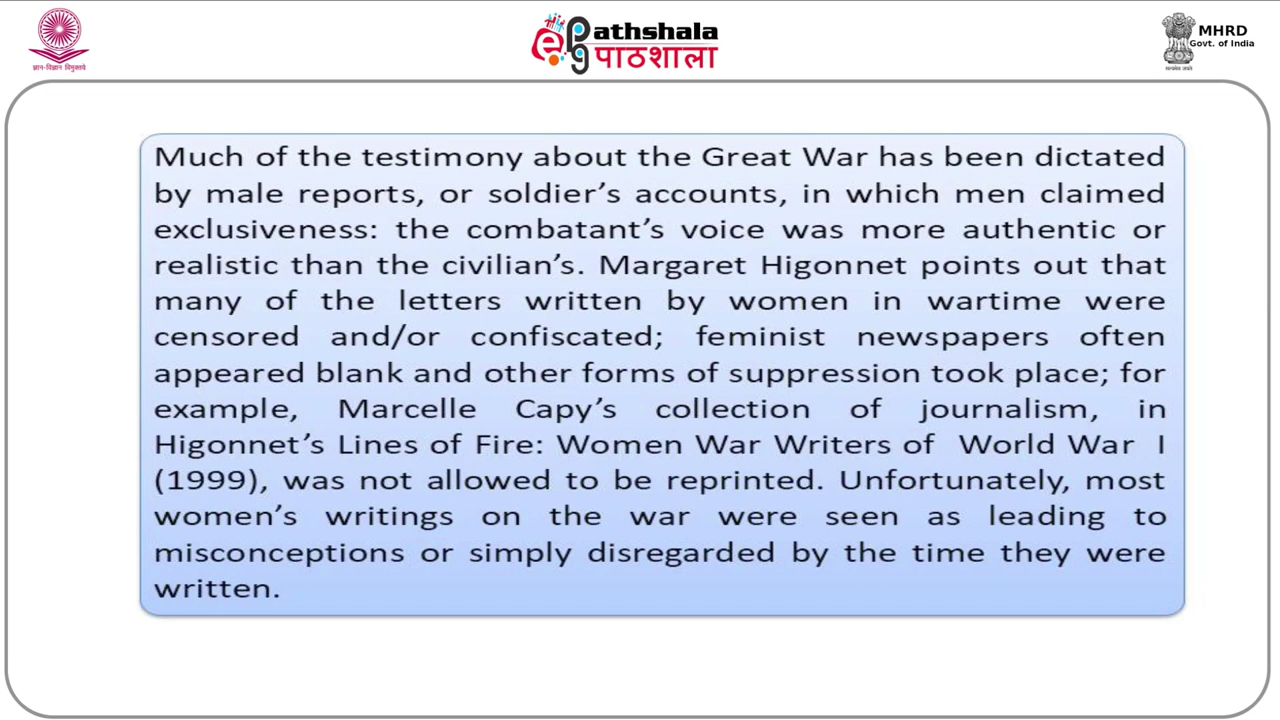 ज्ञान-विज्ञान विमुक्तये
ePathshala
पाठशाला
MHRD
Govt. of India
सत्यमेव जयते
Much of the testimony about the Great War has been dictated
by male reports, or soldier’s accounts, in which men claimed
exclusiveness: the combatant’s voice was more authentic or
realistic than the civilian’s. Margaret Higonnet points out that
many of the letters written by women in wartime were
censored and/or confiscated; feminist newspapers often
appeared blank and other forms of suppression took place; for
example, Marcelle Capy’s collection of journalism, in
Higonnet’s Lines of Fire: Women War Writers of World War I
(1999), was not allowed to be reprinted. Unfortunately, most
women’s writings on the war were seen as leading to
misconceptions or simply disregarded by the time they were
written.